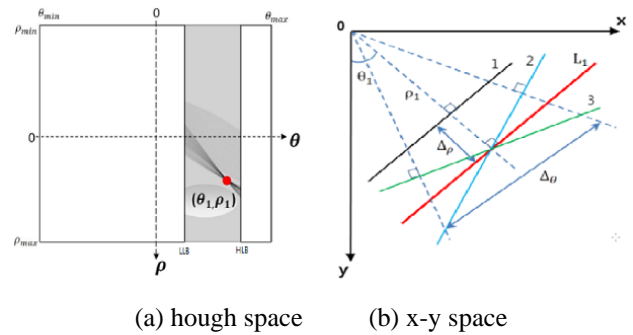 θmin 0 θmax
ρmin
0 θ
(θ1,ρ1)
ρmax
LLB HLB
ρ
0 x
1 2 L1
θ1 ρ1
3
Δρ
Δθ
y
(a) hough space (b) x-y space